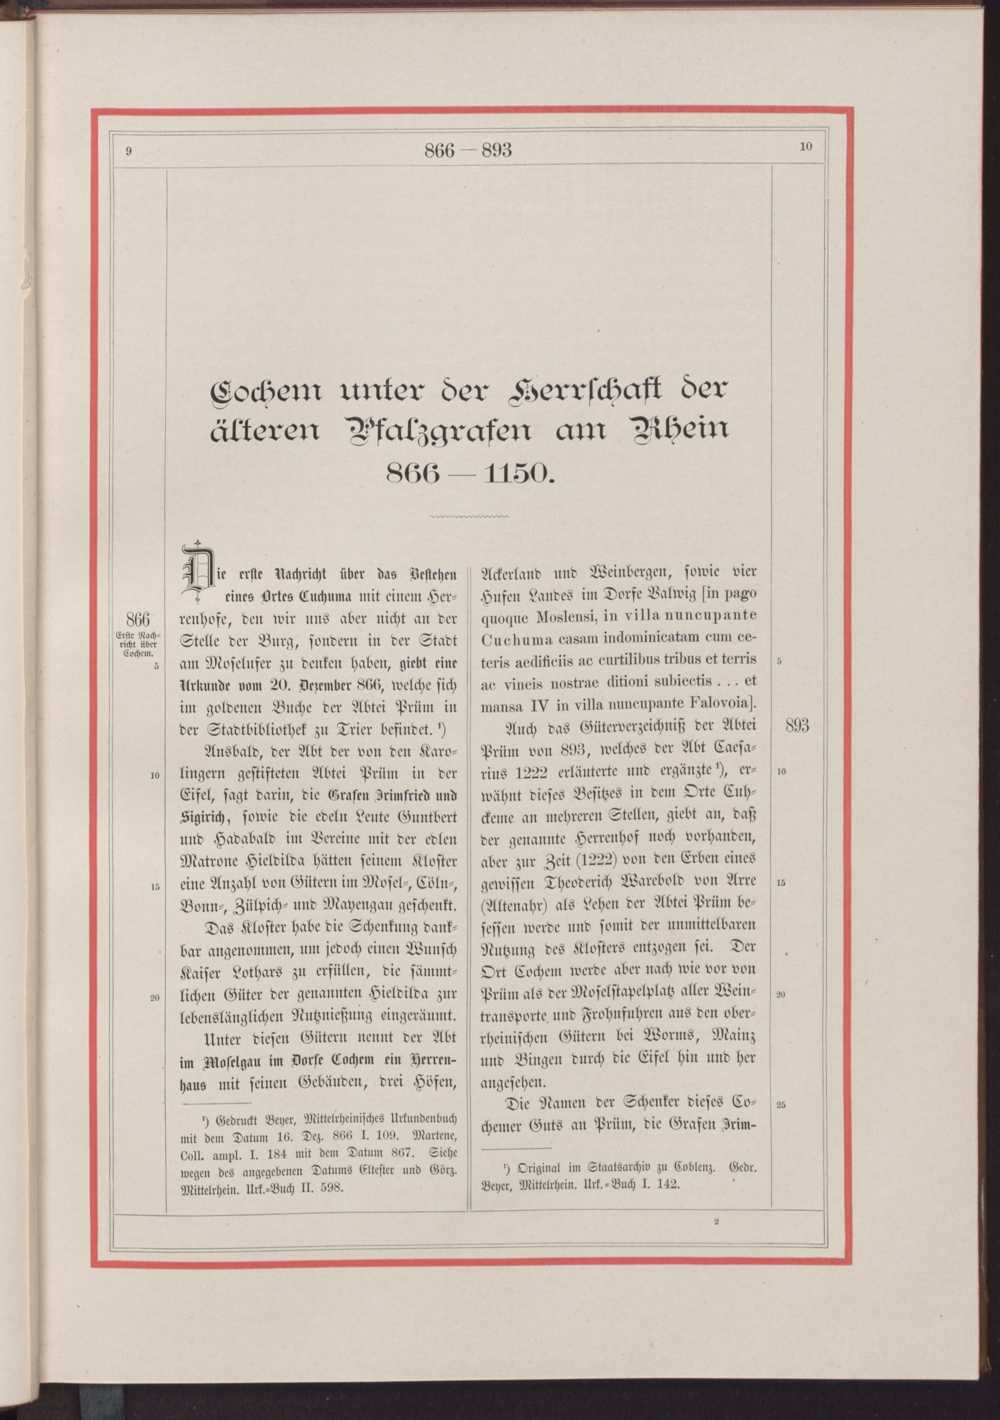 9
866 — 893
10
Cochem unter der Herrschaft der
älteren Pfalzgrafen am Rhein
866 — 1150.
Die erste Nachricht über das Bestehen
eines Ortes Cuchuma mit einem Her-
renhofe, den wir uns aber nicht an der
Stelle der Burg, sondern in der Stadt
am Moselufer zu denken haben, giebt eine
Urkunde vom 20. Dezember 866, welche sich
im goldenen Buche der Abtei Prüm in
der Stadtbibliothek zu Trier befindet.¹)
Ansbald, der Abt der von den Karo-
lingern gestifteten Abtei Prüm in der
Eifel, sagt darin, die Grafen Irimfried und
Sigirich, sowie die edeln Leute Guntbert
und Hadabald im Vereine mit der edlen
Matrone Hieldilda hätten seinem Kloster
eine Anzahl von Gütern im Mosel-, Cöln-,
Bonn-, Zülpich- und Mayengau geschenkt.
Das Kloster habe die Schenkung dank-
bar angenommen, um jedoch einen Wunsch
Kaiser Lothars zu erfüllen, die sämmt-
lichen Güter der genannten Hieldilda zur
lebenslänglichen Nutznießung eingeräumt.
Unter diesen Gütern nennt der Abt
im Moselgau im Dorfe Cochem ein Herren-
haus mit seinen Gebäuden, drei Höfen,
¹) Gedruckt Beyer, Mittelrheinisches Urkundenbuch
mit dem Datum 16. Dez. 866 I. 109. Martene,
Coll. ampl. I. 184 mit dem Datum 867. Siehe
wegen des angegebenen Datums Eltester und Görz.
Mittelrhein. Urk.-Buch II. 598.
866
Erste Nach-
richt über
Cochem.
5
10
15
20
Ackerland und Weinbergen, sowie vier
Hufen Landes im Dorfe Valwig [in pago
quoque Moslensi, in villa nuncupante
Cuchuma casam indominicatam cum ce-
teris aedificiis ac curtilibus tribus et terris
ac vineis nostrae ditioni subiectis . . . et
mansa IV in villa nuncupante Falovoia].
Auch das Güterverzeichniß der Abtei
Prüm von 893, welches der Abt Caesa-
rius 1222 erläuterte und ergänzte¹), er-
wähnt dieses Besitzes in dem Orte Cuh-
ckeme an mehreren Stellen, giebt an, daß
der genannte Herrenhof noch vorhanden,
aber zur Zeit (1222) von den Erben eines
gewissen Theoderich Warebold von Arre
(Altenahr) als Lehen der Abtei Prüm be-
sessen werde und somit der unmittelbaren
Nutzung des Klosters entzogen sei. Der
Ort Cochem werde aber nach wie vor von
Prüm als der Moselstapelplatz aller Wein-
transporte und Frohnfuhren aus den ober-
rheinischen Gütern bei Worms, Mainz
und Bingen durch die Eifel hin und her
angesehen.
Die Namen der Schenker dieses Co-
chemer Guts an Prüm, die Grafen Irim-
¹) Original im Staatsarchiv zu Coblenz. Gedr.
Beyer, Mittelrhein. Urk.-Buch I. 142.
5
893
10
15
20
25
2